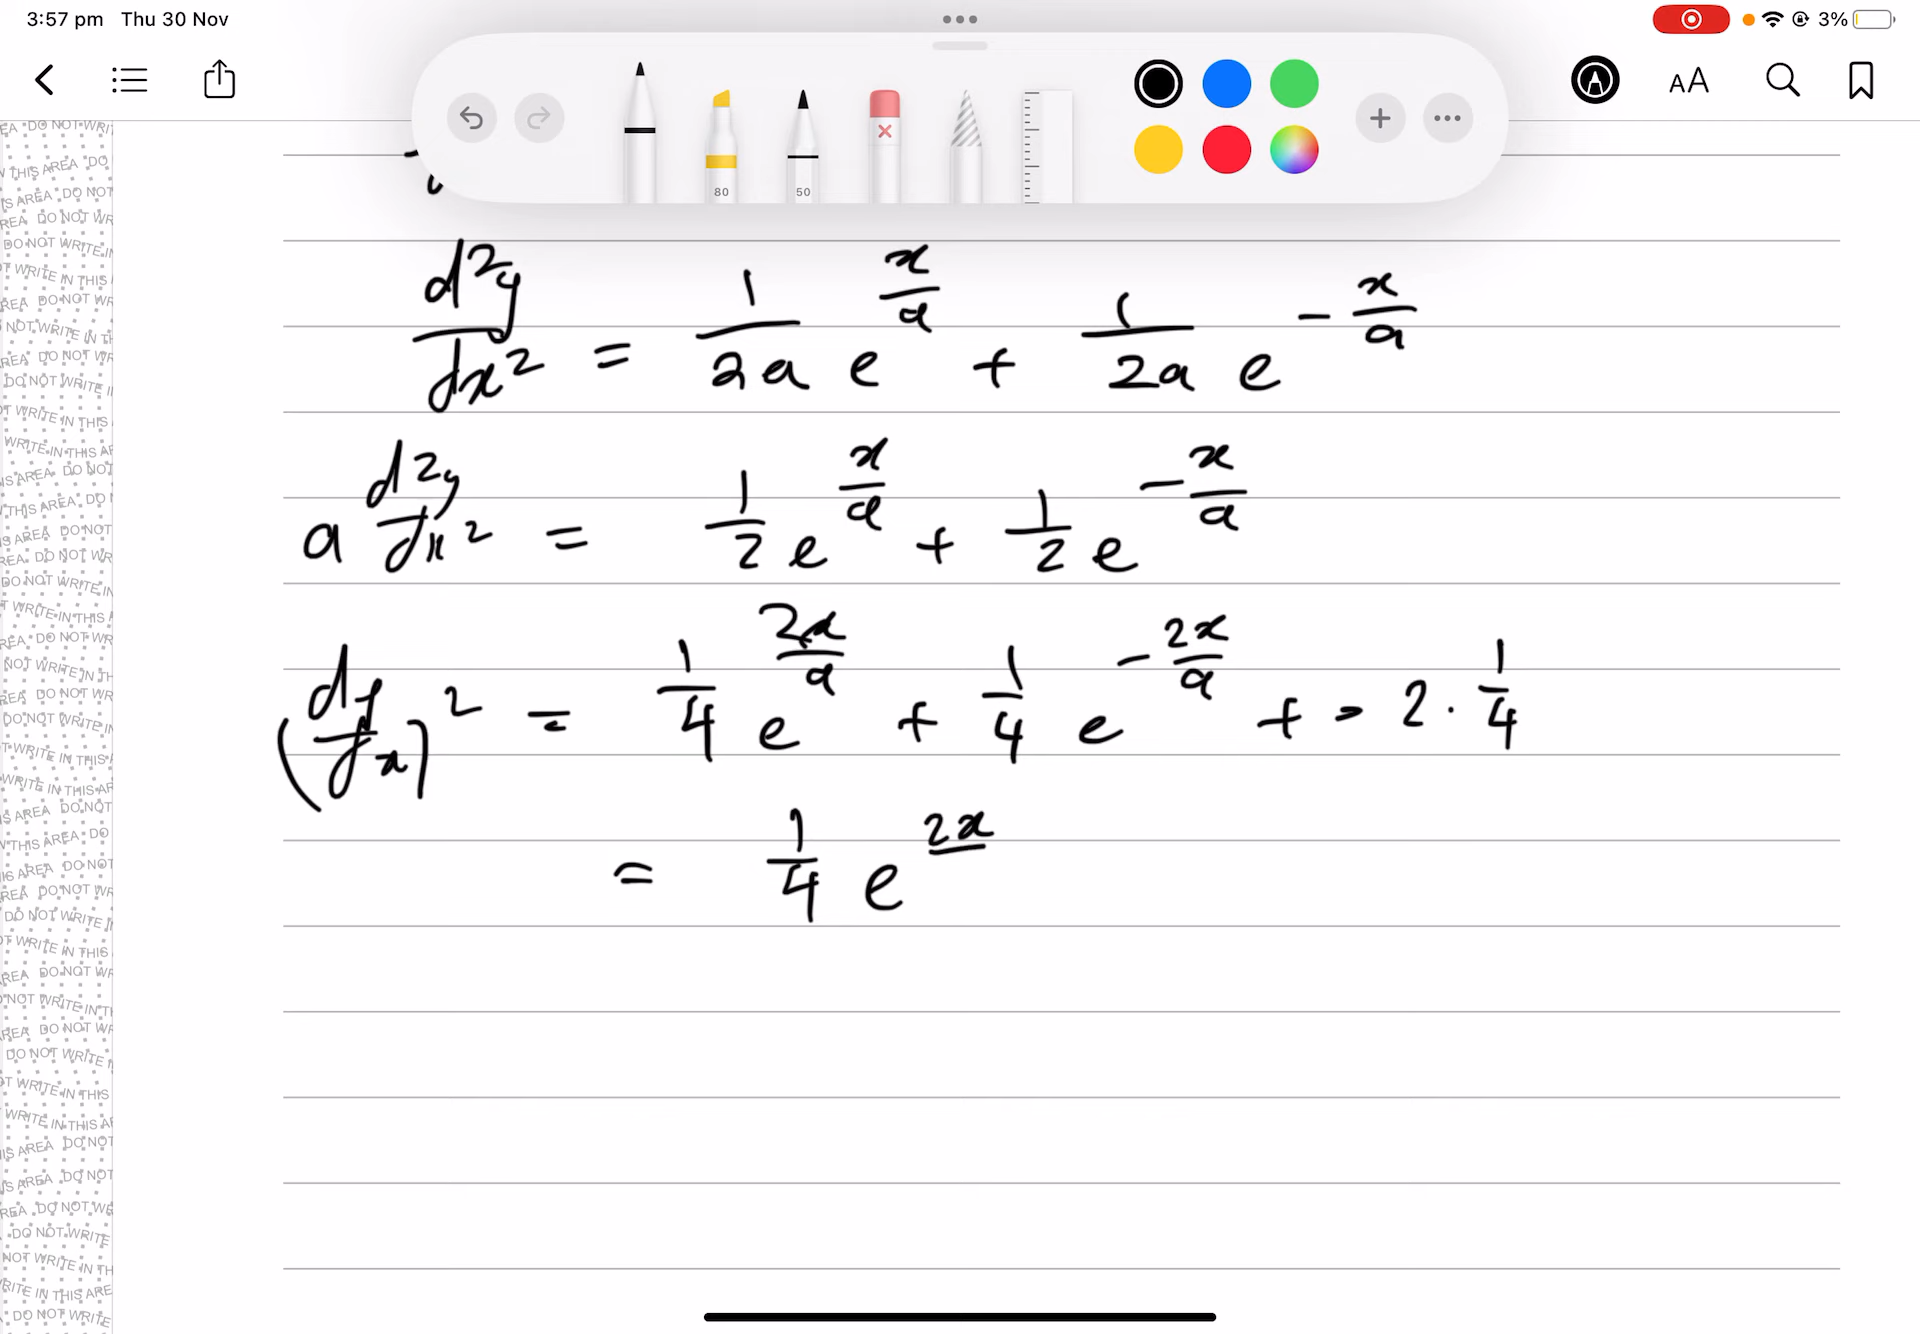 3:57 pm Thu 30 Nov
3%
AA
80
50
d²y/dx² = 1/2a e^(x/a) + 1/2a e^(-x/a)
a d²y/dx² = 1/2 e^(x/a) + 1/2 e^(-x/a)
(dy/dx)² = 1/4 e^(2x/a) + 1/4 e^(-2x/a) + - 2 · 1/4
= 1/4 e^(2x
DO NOT WRITE IN THIS AREA